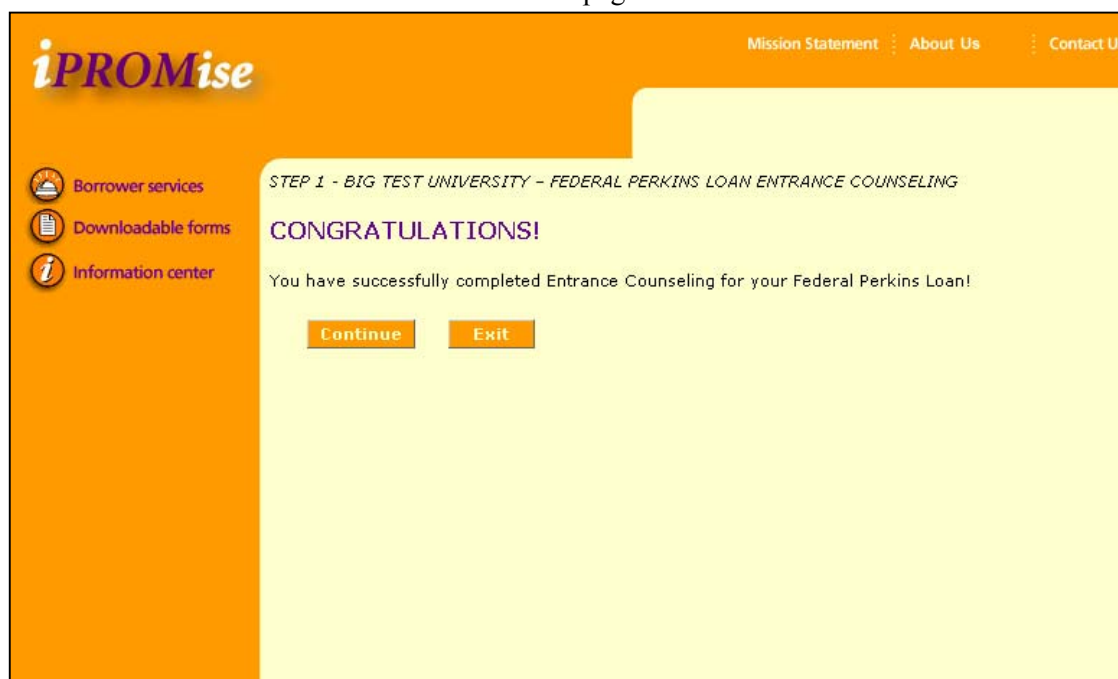 iPROMise
Mission Statement
About Us
Contact U
Borrower services
Downloadable forms
Information center
STEP 1 - BIG TEST UNIVERSITY – FEDERAL PERKINS LOAN ENTRANCE COUNSELING
CONGRATULATIONS!
You have successfully completed Entrance Counseling for your Federal Perkins Loan!
Continue
Exit